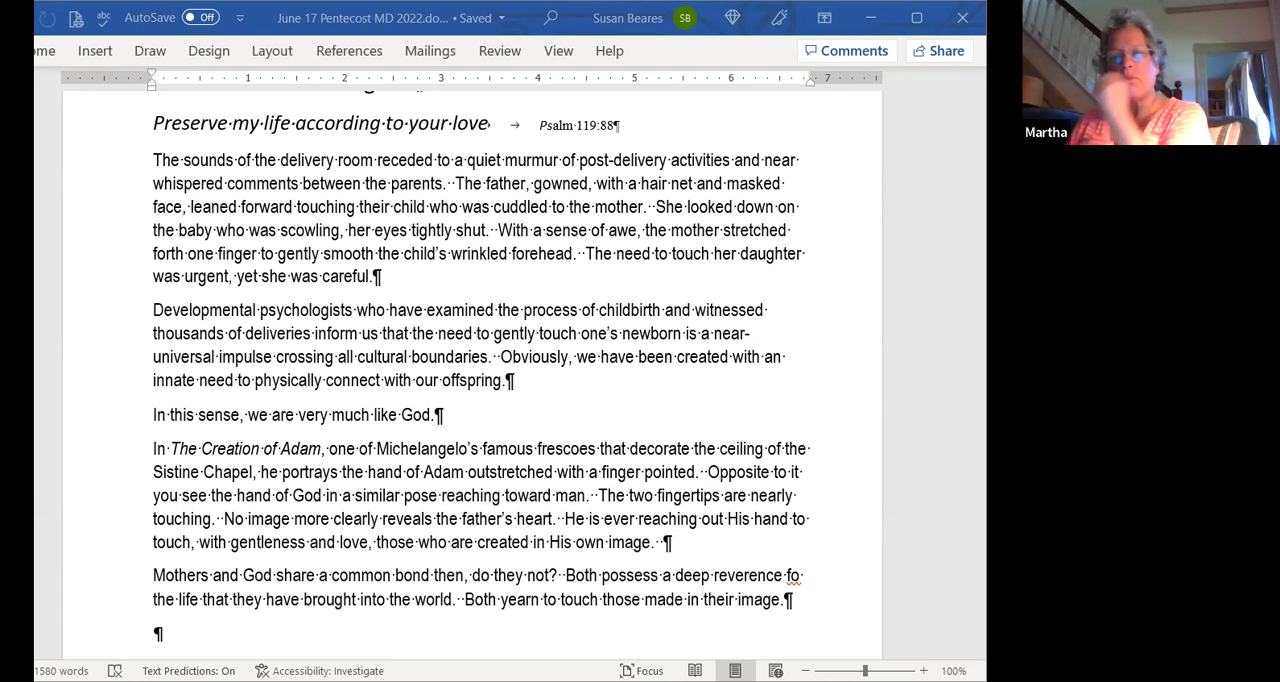 AutoSave Off June 17 Pentecost MD 2022.do... • Saved Susan Beares SB
ome Insert Draw Design Layout References Mailings Review View Help Comments Share
1 2 3 4 5 6 7
Preserve·my·life·according·to·your·love· → Psalm·119:88¶
The·sounds·of·the·delivery·room·receded·to·a·quiet·murmur·of·post-delivery·activities·and·near·
whispered·comments·between·the·parents.··The·father,·gowned,·with·a·hair·net·and·masked·
face,·leaned·forward·touching·their·child·who·was·cuddled·to·the·mother.··She·looked·down·on·
the·baby·who·was·scowling,·her·eyes·tightly·shut.··With·a·sense·of·awe,·the·mother·stretched·
forth·one·finger·to·gently·smooth·the·child's·wrinkled·forehead.··The·need·to·touch·her·daughter·
was·urgent,·yet·she·was·careful.¶
Developmental·psychologists·who·have·examined·the·process·of·childbirth·and·witnessed·
thousands·of·deliveries·inform·us·that·the·need·to·gently·touch·one's·newborn·is·a·near-
universal·impulse·crossing·all·cultural·boundaries.··Obviously,·we·have·been·created·with·an·
innate·need·to·physically·connect·with·our·offspring.¶
In·this·sense,·we·are·very·much·like·God.¶
In·The·Creation·of·Adam,·one·of·Michelangelo's·famous·frescoes·that·decorate·the·ceiling·of·the·
Sistine·Chapel,·he·portrays·the·hand·of·Adam·outstretched·with·a·finger·pointed.··Opposite·to·it·
you·see·the·hand·of·God·in·a·similar·pose·reaching·toward·man.··The·two·fingertips·are·nearly·
touching.··No·image·more·clearly·reveals·the·father's·heart.··He·is·ever·reaching·out·His·hand·to·
touch,·with·gentleness·and·love,·those·who·are·created·in·His·own·image.··¶
Mothers·and·God·share·a·common·bond·then,·do·they·not?··Both·possess·a·deep·reverence·fo·
the·life·that·they·have·brought·into·the·world.··Both·yearn·to·touch·those·made·in·their·image.¶
¶
1580 words Text Predictions: On Accessibility: Investigate Focus 100%
Martha